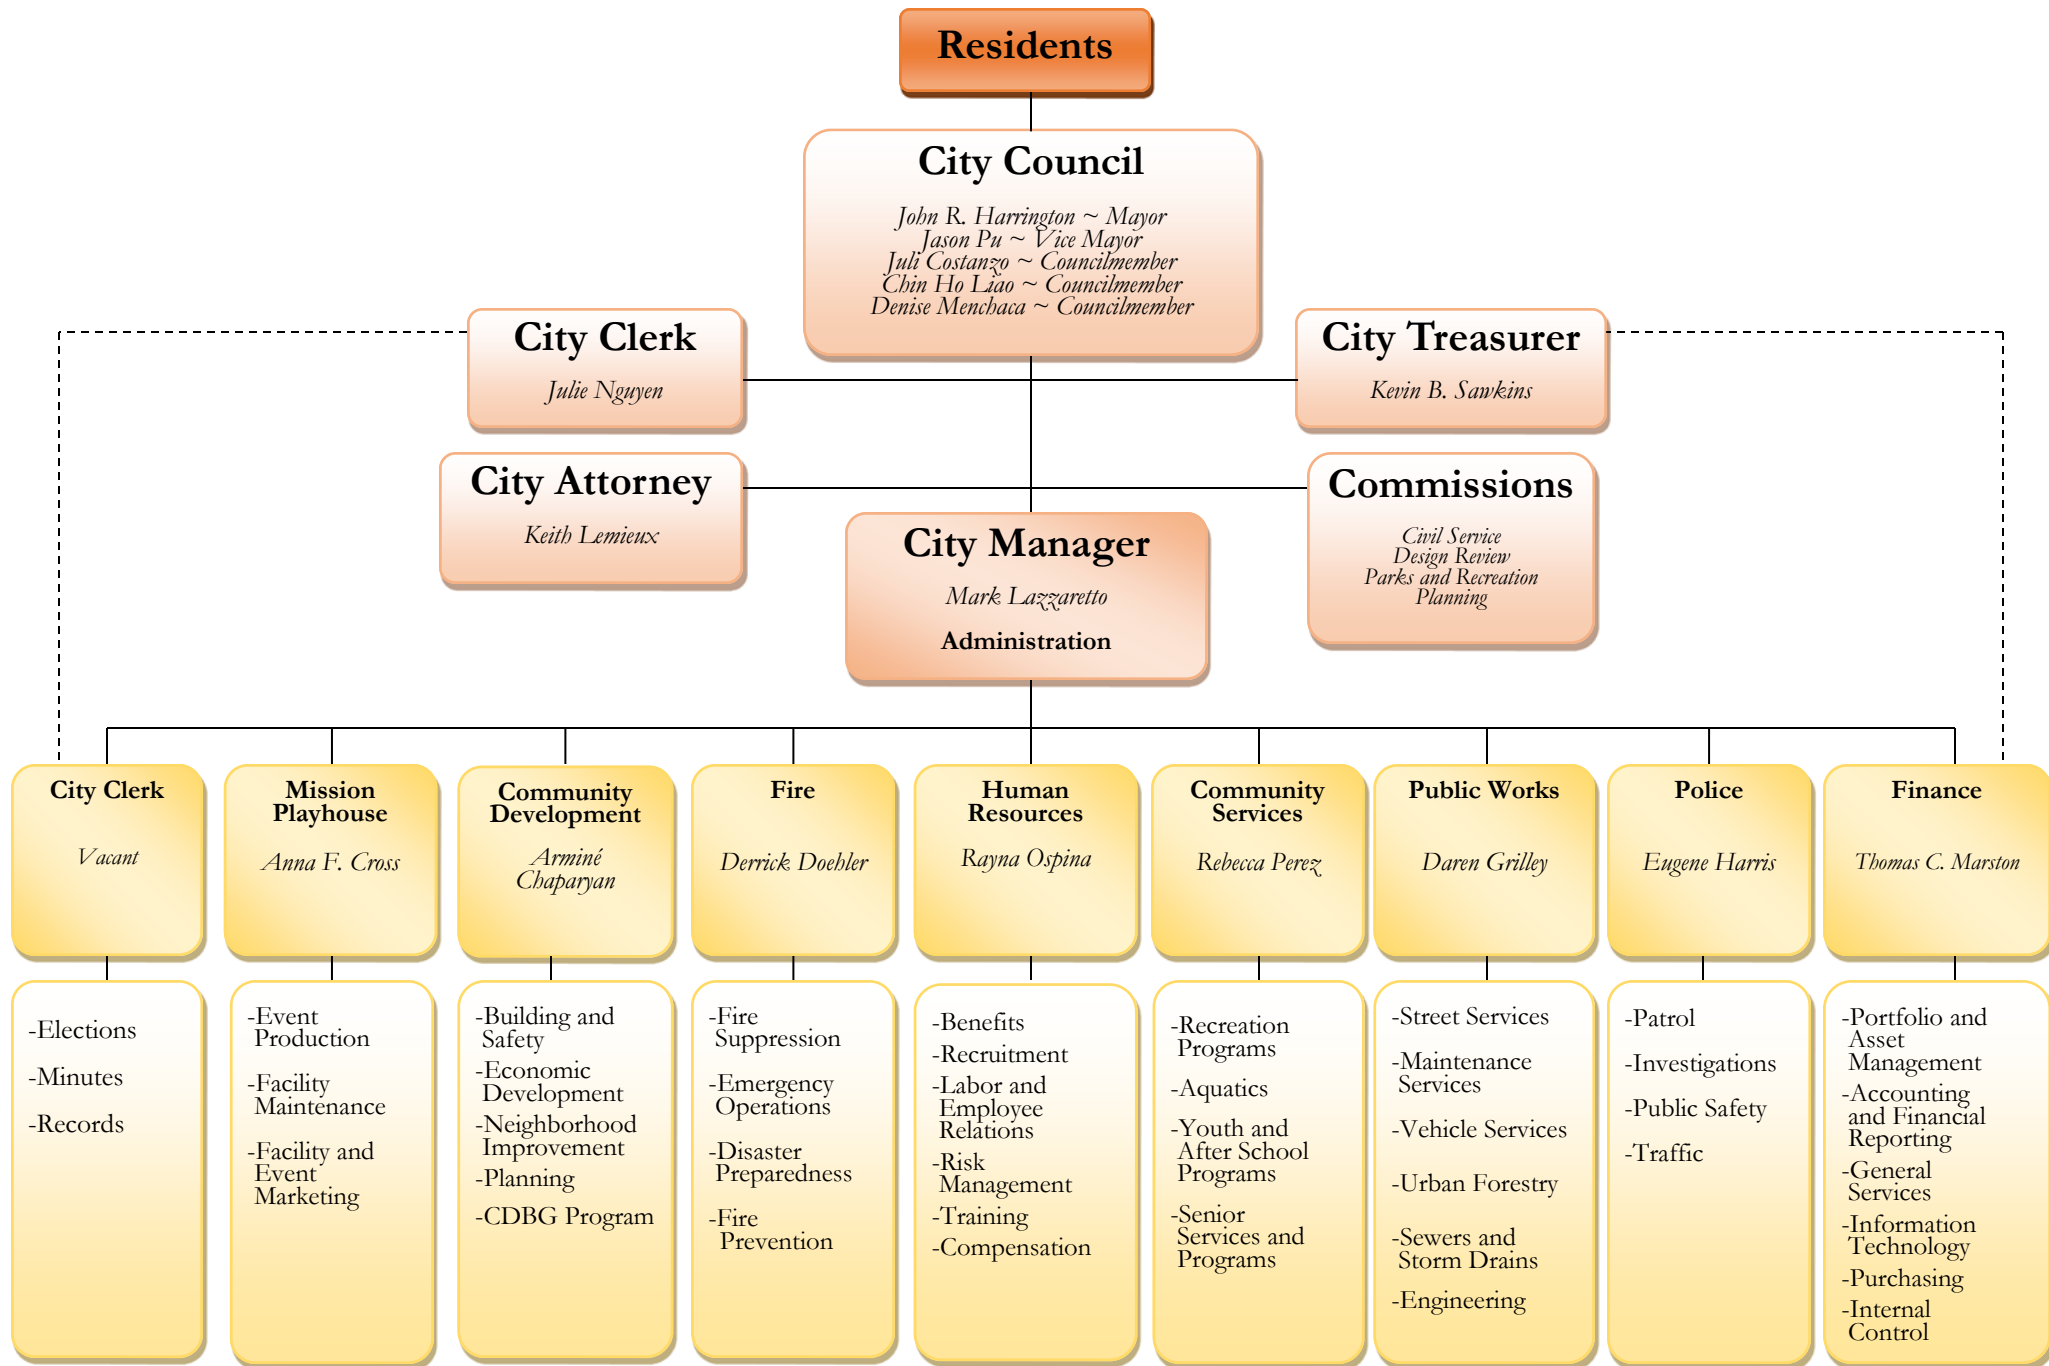 Residents
City Council
John R. Harrington ~ Mayor
Jason Pu ~ Vice Mayor
Juli Costanzo ~ Councilmember
Chin Ho Liao ~ Councilmember
Denise Menchaca ~ Councilmember
City Clerk
Julie Nguyen
City Treasurer
Kevin B. Sawkins
City Attorney
Keith Lemieux
Commissions
Civil Service
Design Review
Parks and Recreation
Planning
City Manager
Mark Lazzaretto
Administration
City Clerk
Vacant
Mission
Playhouse
Anna F. Cross
Community
Development
Arminé
Chaparyan
Fire
Derrick Doehler
Human
Resources
Rayna Ospina
Community
Services
Rebecca Perez
Public Works
Daren Grilley
Police
Eugene Harris
Finance
Thomas C. Marston
-Elections
-Minutes
-Records
-Event
Production
-Facility
Maintenance
-Facility and
Event
Marketing
-Building and
Safety
-Economic
Development
-Neighborhood
Improvement
-Planning
-CDBG Program
-Fire
Suppression
-Emergency
Operations
-Disaster
Preparedness
-Fire
Prevention
-Benefits
-Recruitment
-Labor and
Employee
Relations
-Risk
Management
-Training
-Compensation
-Recreation
Programs
-Aquatics
-Youth and
After School
Programs
-Senior
Services and
Programs
-Street Services
-Maintenance
Services
-Vehicle Services
-Urban Forestry
-Sewers and
Storm Drains
-Engineering
-Patrol
-Investigations
-Public Safety
-Traffic
-Portfolio and
Asset
Management
-Accounting
and Financial
Reporting
-General
Services
-Information
Technology
-Purchasing
-Internal
Control